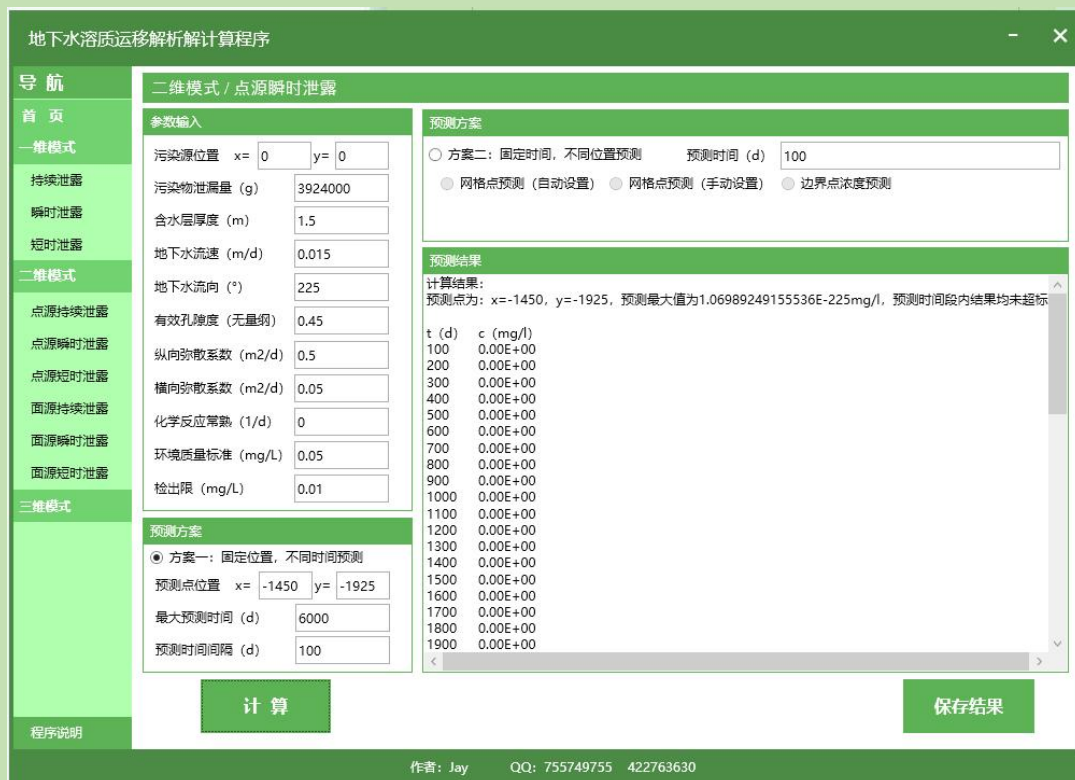 地下水溶质运移解析解计算程序
导 航
首 页
一维模式
持续泄露
瞬时泄露
短时泄露
二维模式
点源持续泄露
点源瞬时泄露
点源短时泄露
面源持续泄露
面源瞬时泄露
面源短时泄露
三维模式
程序说明
二维模式 / 点源瞬时泄露
参数输入
污染源位置 x= 0 y= 0
污染物泄漏量 (g) 3924000
含水层厚度 (m) 1.5
地下水流速 (m/d) 0.015
地下水流向 (°) 225
有效孔隙度 (无量纲) 0.45
纵向弥散系数 (m2/d) 0.5
横向弥散系数 (m2/d) 0.05
化学反应常熟 (1/d) 0
环境质量标准 (mg/L) 0.05
检出限 (mg/L) 0.01
预测方案
方案一：固定位置，不同时间预测
预测点位置 x= -1450 y= -1925
最大预测时间 (d) 6000
预测时间间隔 (d) 100
计 算
预测方案
方案二：固定时间，不同位置预测 预测时间 (d) 100
网格点预测 (自动设置) 网格点预测 (手动设置) 边界点浓度预测
预测结果
计算结果：
预测点为：x=-1450，y=-1925，预测最大值为1.06989249155536E-225mg/l，预测时间段内结果均未超标
t (d) c (mg/l)
100 0.00E+00
200 0.00E+00
300 0.00E+00
400 0.00E+00
500 0.00E+00
600 0.00E+00
700 0.00E+00
800 0.00E+00
900 0.00E+00
1000 0.00E+00
1100 0.00E+00
1200 0.00E+00
1300 0.00E+00
1400 0.00E+00
1500 0.00E+00
1600 0.00E+00
1700 0.00E+00
1800 0.00E+00
1900 0.00E+00
保存结果
作者：Jay QQ：755749755 422763630